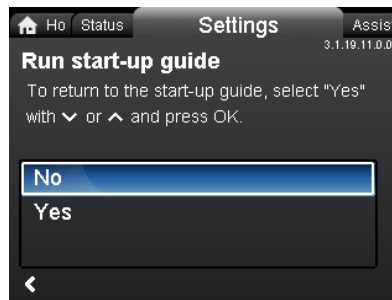 Ho Status Settings Assis
3.1.19.11.0.0
Run start-up guide
To return to the start-up guide, select "Yes"
with or and press OK.
No
Yes